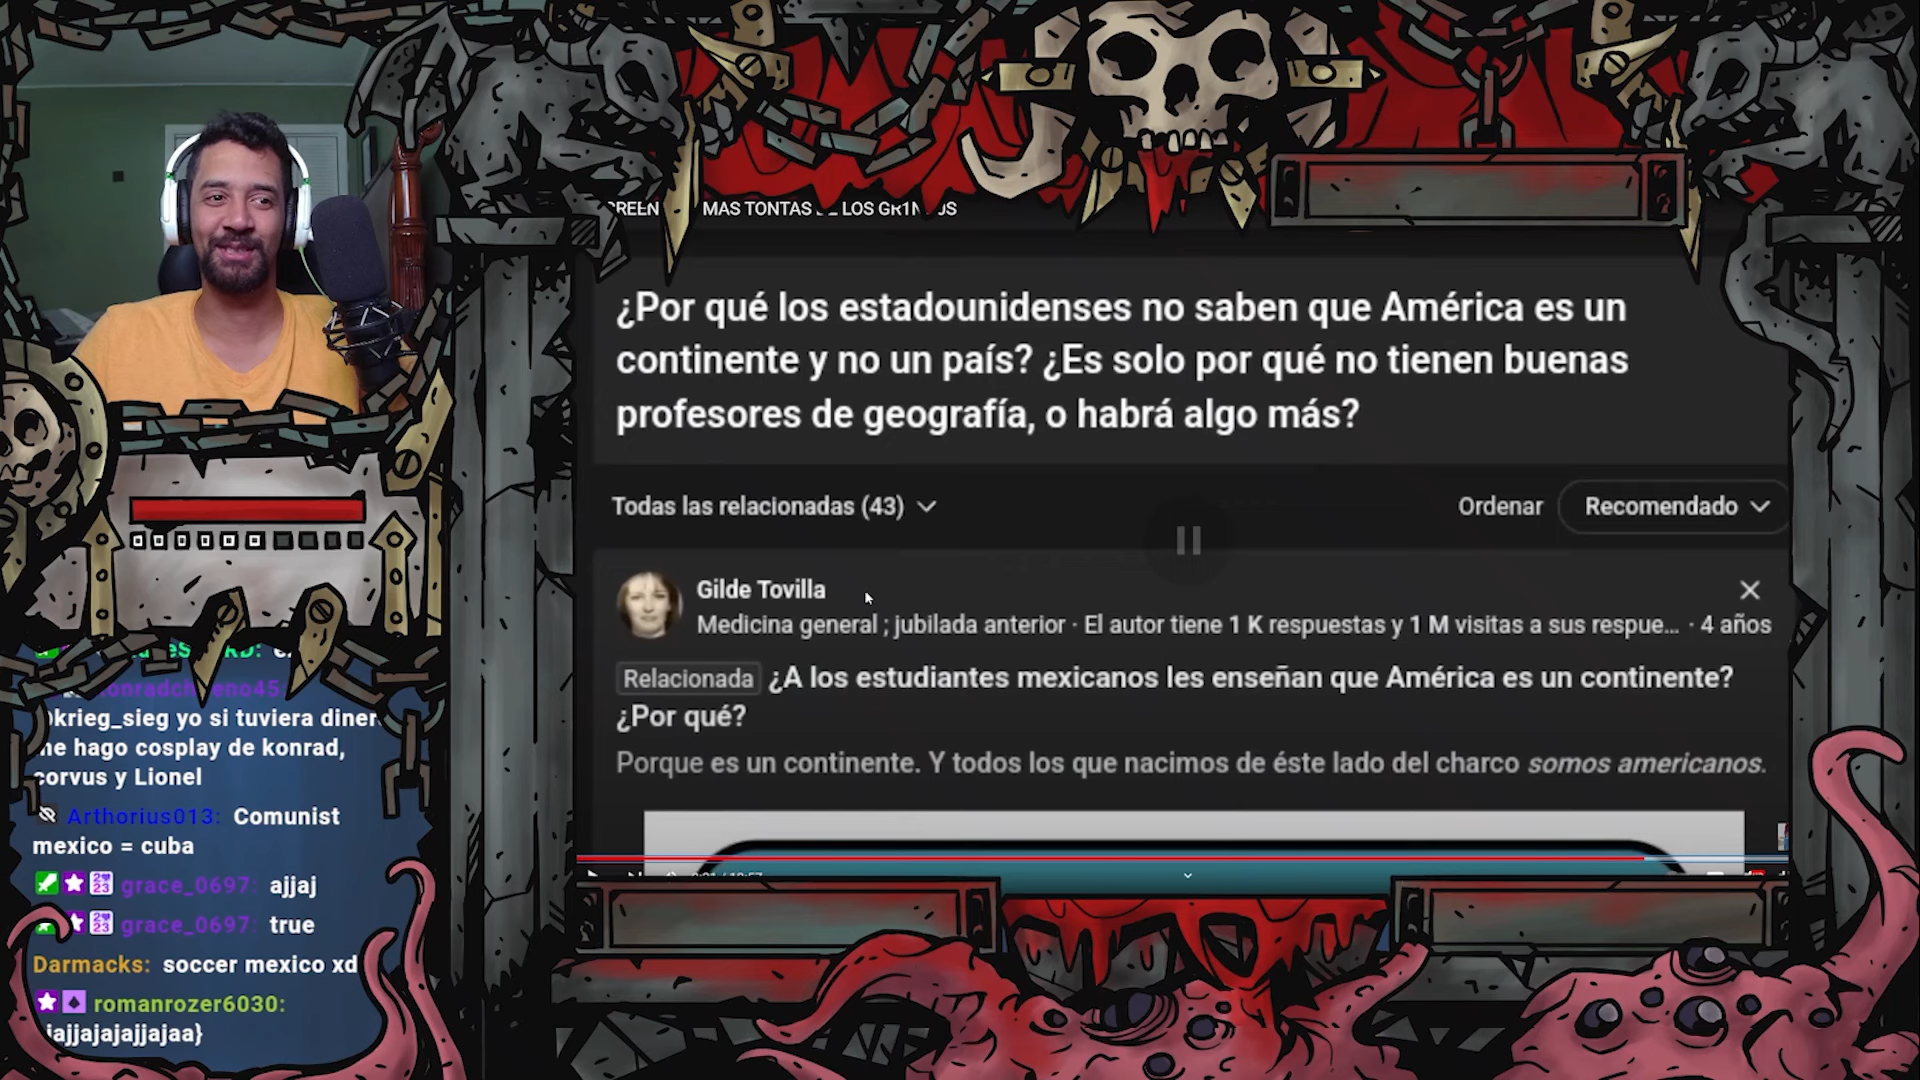 MAS TONTAS
LOS GR1N
¿Por qué los estadounidenses no saben que América es un
continente y no un país? ¿Es solo por qué no tienen buenas
profesores de geografía, o habrá algo más?
Todas las relacionadas (43)
Ordenar
Recomendado
Gilde Tovilla
Medicina general ; jubilada anterior · El autor tiene 1 K respuestas y 1 M visitas a sus respue... · 4 años
Relacionada ¿A los estudiantes mexicanos les enseñan que América es un continente?
¿Por qué?
Porque es un continente. Y todos los que nacimos de éste lado del charco somos americanos.
krieg_sieg yo si tuviera diner
me hago cosplay de konrad,
corvus y Lionel
Arthorius013: Comunist
mexico = cuba
grace_0697: ajjaj
grace_0697: true
Darmacks: soccer mexico xd
romanrozer6030:
jajjajajajjajaa}